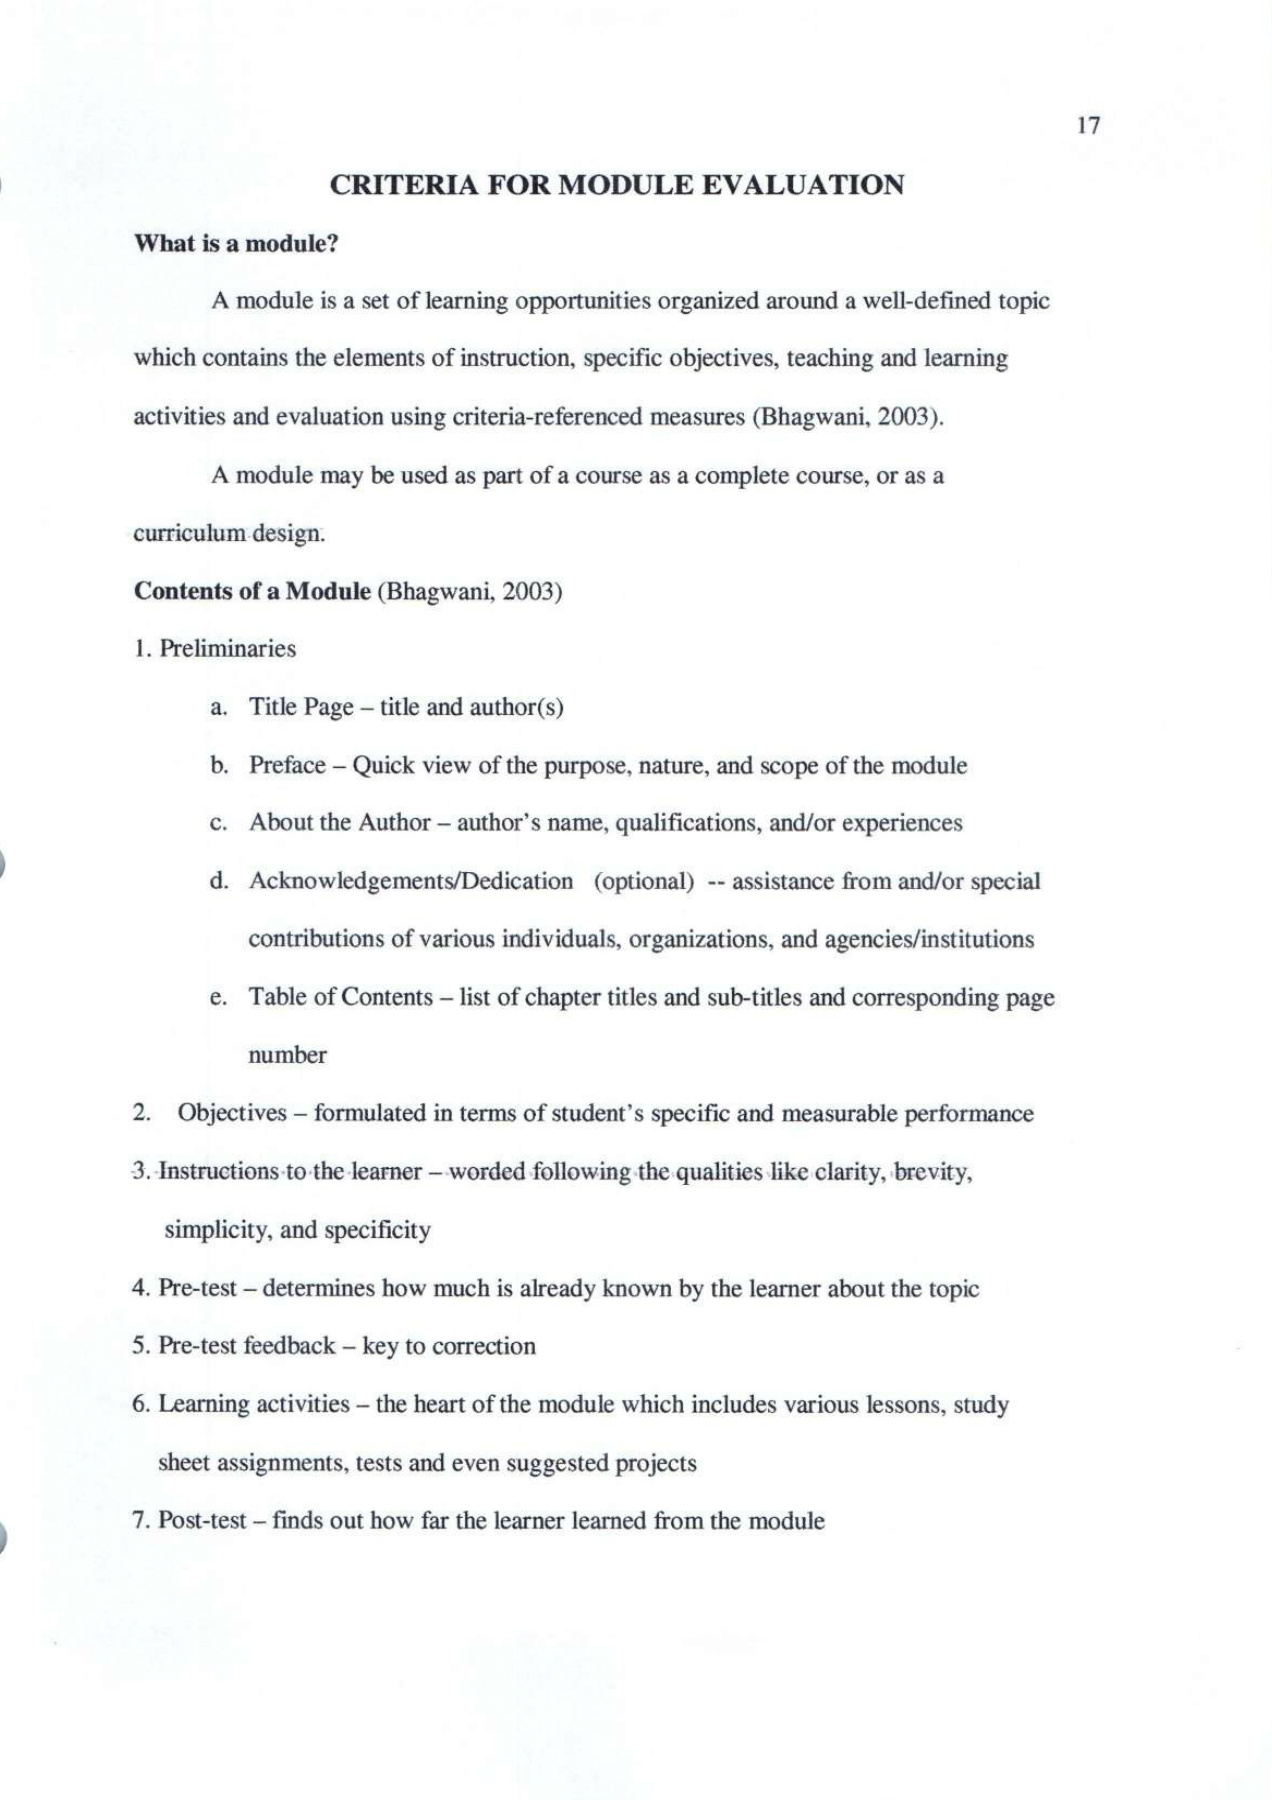 17
CRITERIA FOR MODULE EVALUATION
What is a module?
A module is a set of learning opportunities organized around a well-defined topic
which contains the elements of instruction, specific objectives, teaching and learning
activities and evaluation using criteria-referenced measures (Bhagwani, 2003).
A module may be used as part of a course as a complete course, or as a
curriculum design.
Contents of a Module (Bhagwani, 2003)
1. Preliminaries
a. Title Page – title and author(s)
b. Preface – Quick view of the purpose, nature, and scope of the module
c. About the Author – author's name, qualifications, and/or experiences
d. Acknowledgements/Dedication (optional) -- assistance from and/or special
contributions of various individuals, organizations, and agencies/institutions
e. Table of Contents – list of chapter titles and sub-titles and corresponding page
number
2. Objectives – formulated in terms of student's specific and measurable performance
3. Instructions to the learner – worded following the qualities like clarity, brevity,
simplicity, and specificity
4. Pre-test – determines how much is already known by the learner about the topic
5. Pre-test feedback – key to correction
6. Learning activities – the heart of the module which includes various lessons, study
sheet assignments, tests and even suggested projects
7. Post-test – finds out how far the learner learned from the module